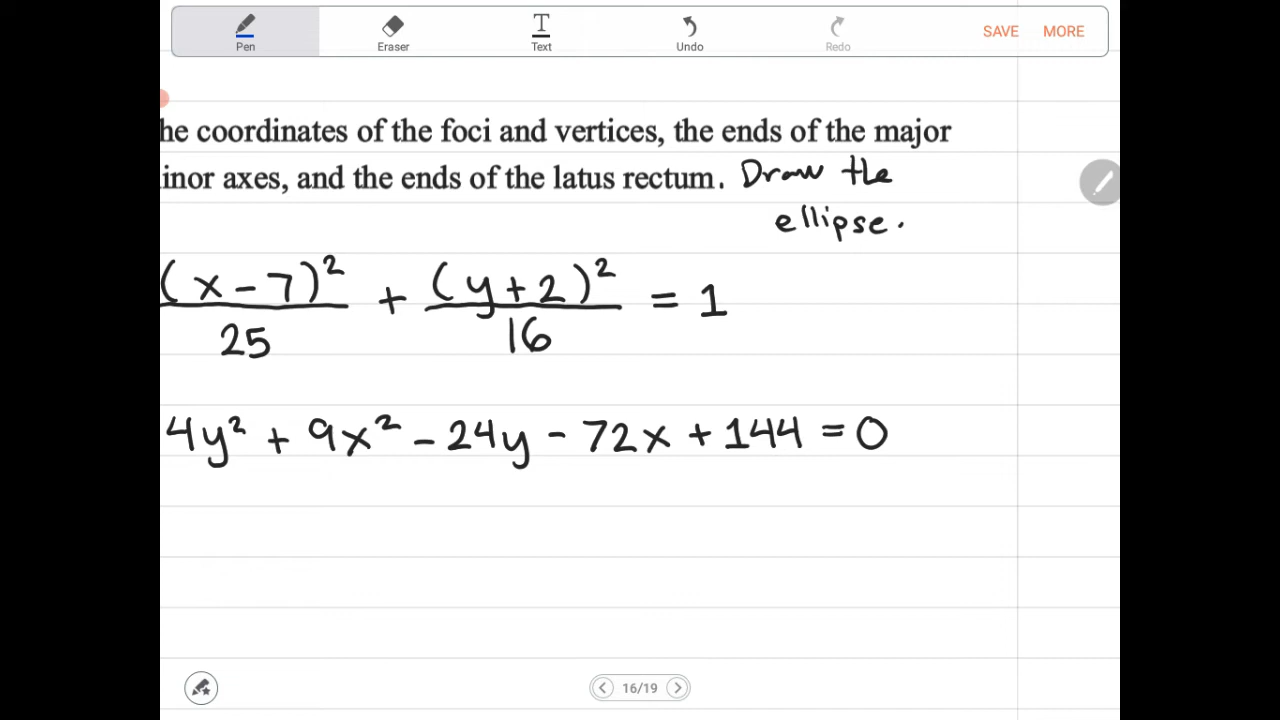 Pen Eraser Text Undo Redo SAVE MORE
he coordinates of the foci and vertices, the ends of the major
inor axes, and the ends of the latus rectum. Draw the
ellipse.
(x-7)²/25 + (y+2)²/16 = 1
4y² + 9x² - 24y - 72x + 144 = 0
16/19